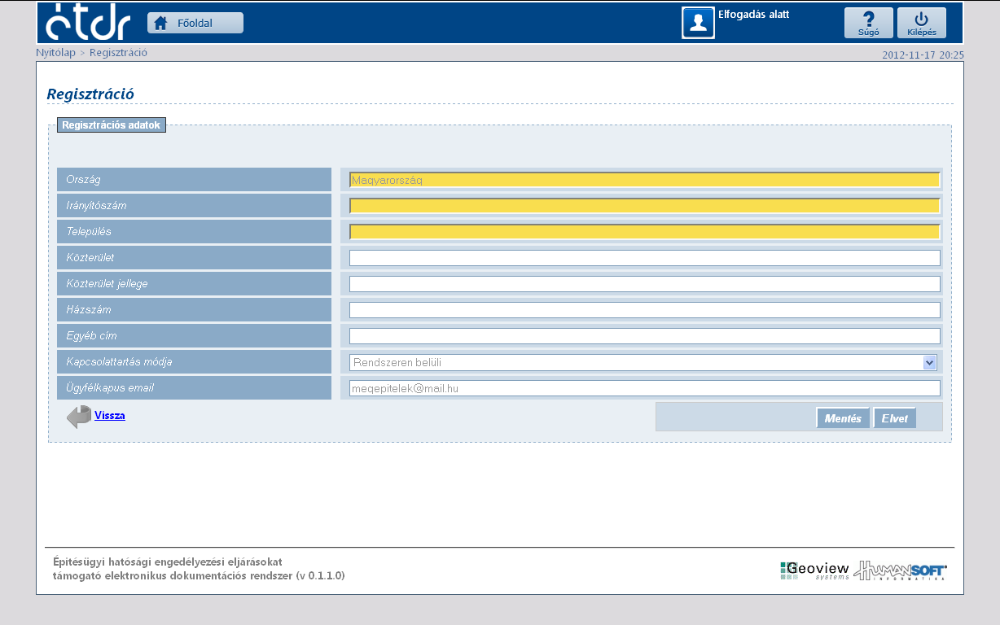 étdr
Főoldal
Elfogadás alatt
Súgó
Kilépés
Nyitólap > Regisztráció
2012-11-17 20:25
Regisztráció
Regisztrációs adatok
Ország
Magyarország
Irányítószám
Település
Közterület
Közterület jellege
Házszám
Egyéb cím
Kapcsolattartás módja
Rendszeren belüli
Ügyfélkapus email
megepitelek@mail.hu
Vissza
Mentés
Elvet
Építésügyi hatósági engedélyezési eljárásokat
támogató elektronikus dokumentációs rendszer (v 0.1.1.0)
Geoview
systems
HUMANSOFT
INFORMATIKA